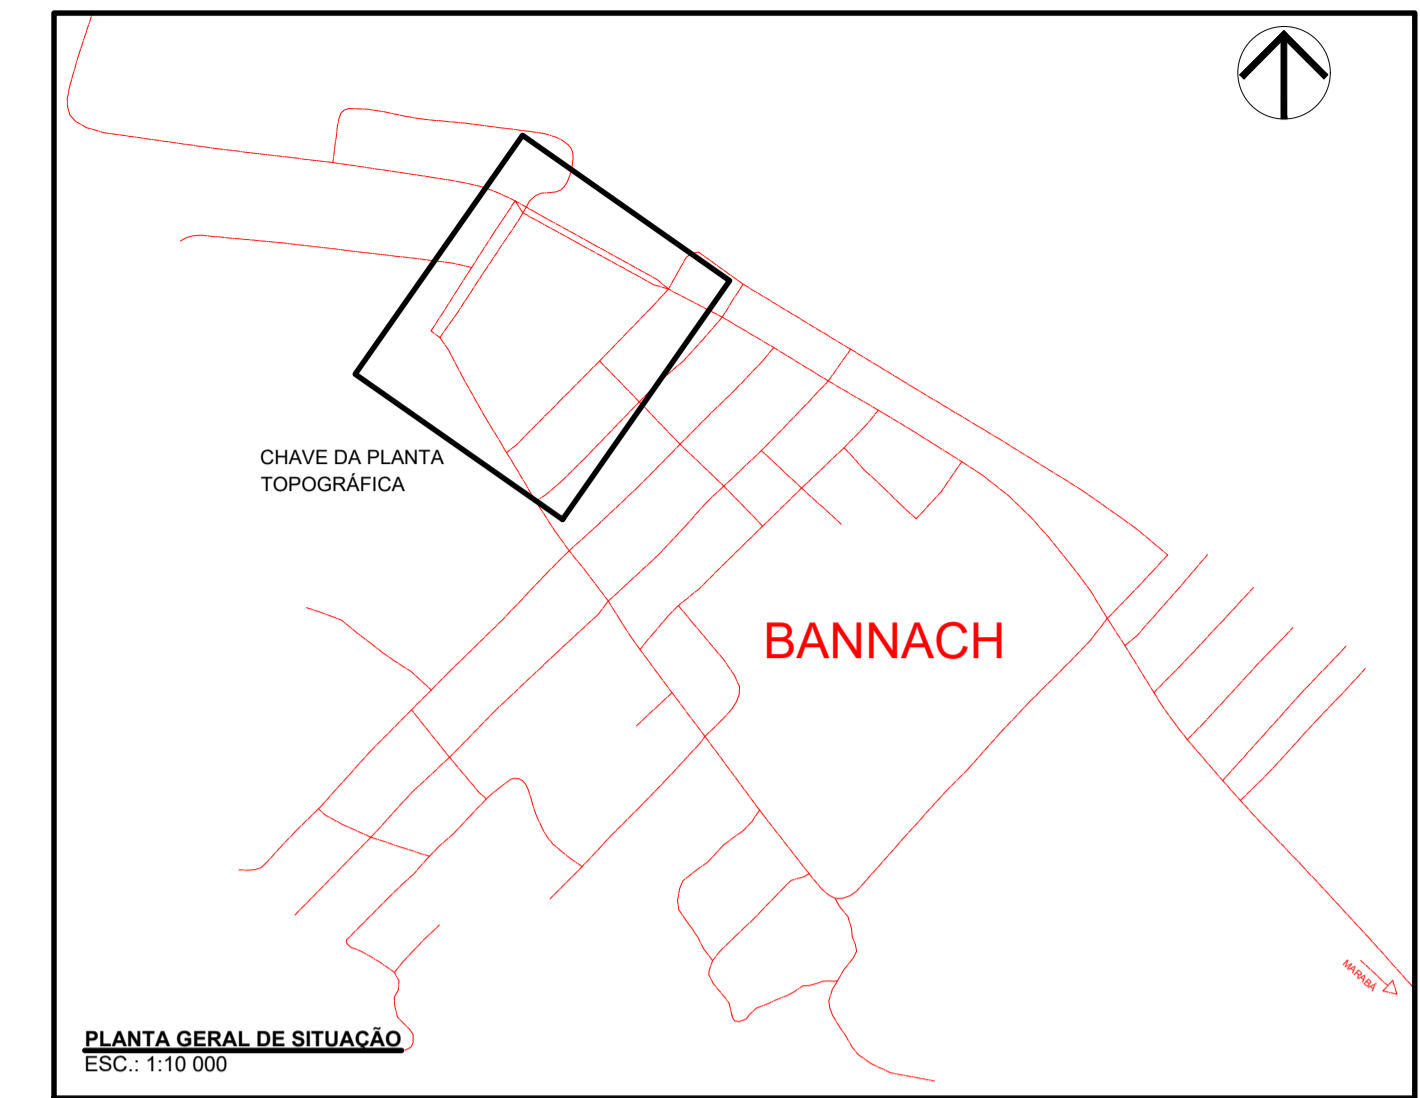 CHAVE DA PLANTA
TOPOGRÁFICA
BANNACH
MARABÁ
PLANTA GERAL DE SITUAÇÃO
ESC.: 1:10 000